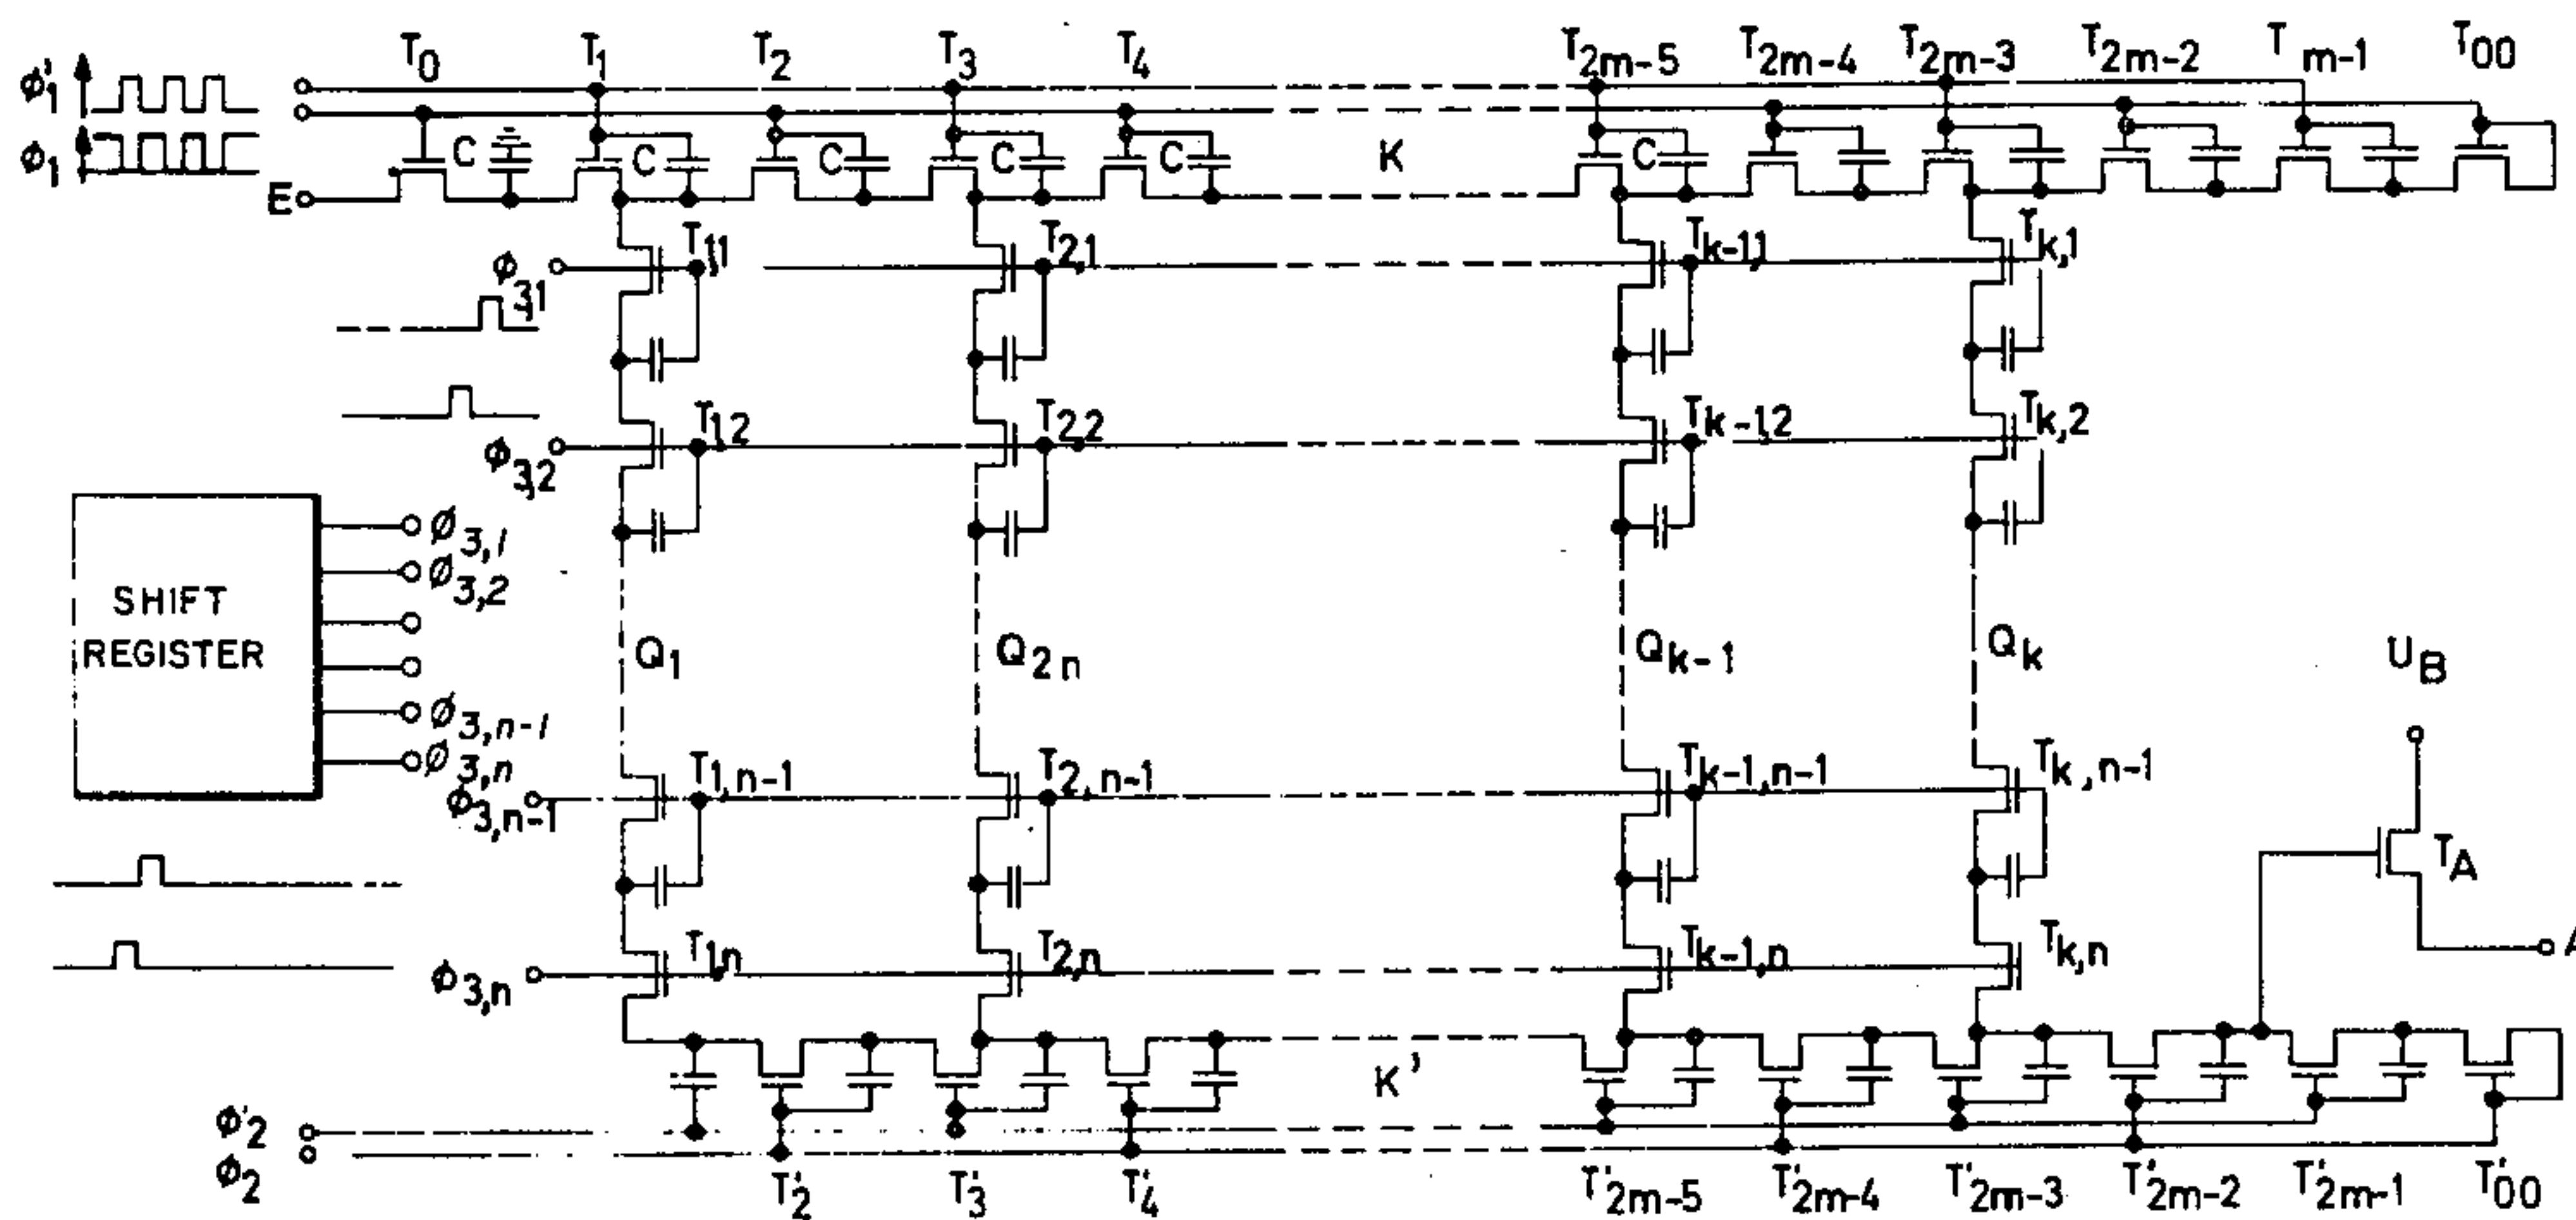 T0 T1 T2 T3 T4 T2m-5 T2m-4 T2m-3 T2m-2 T m-1 T00
ϕ'1
ϕ1
C C C C C K C
E
ϕ3,1 T1,1 T2,1 Tk-1,1 Tk,1
ϕ3,2 T1,2 T2,2 Tk-1,2 Tk,2
SHIFT
REGISTER
ϕ3,1
ϕ3,2
ϕ3,n-1
ϕ3,n
Q1 Q2n Qk-1 Qk
UB
ϕ3,n-1 T1,n-1 T2,n-1 Tk-1,n-1 Tk,n-1
TA
A
ϕ3,n T1,n T2,n Tk-1,n Tk,n
K'
ϕ'2
ϕ2
T'2 T'3 T'4 T'2m-5 T'2m-4 T'2m-3 T'2m-2 T'2m-1 T'00